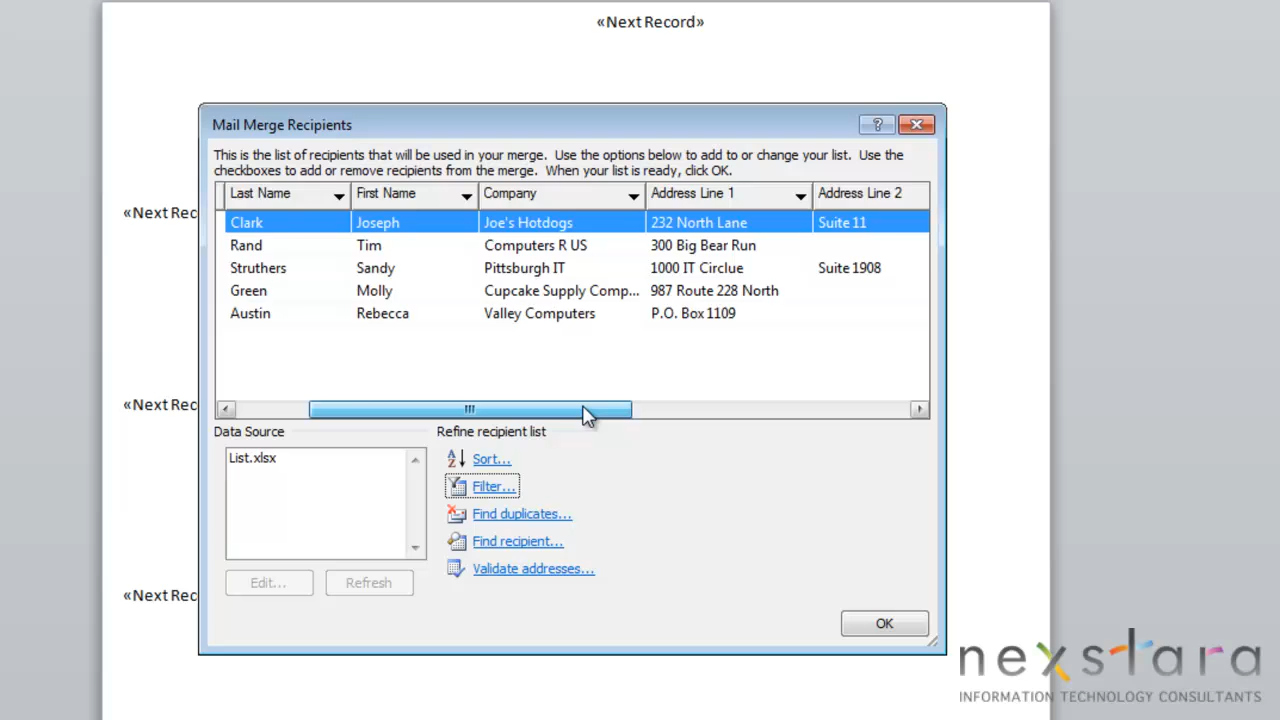 «Next Record»
Mail Merge Recipients
This is the list of recipients that will be used in your merge. Use the options below to add to or change your list. Use the
checkboxes to add or remove recipients from the merge. When your list is ready, click OK.
Last Name First Name Company Address Line 1 Address Line 2
Clark Joseph Joe's Hotdogs 232 North Lane Suite 11
Rand Tim Computers R US 300 Big Bear Run
Struthers Sandy Pittsburgh IT 1000 IT Circlue Suite 1908
Green Molly Cupcake Supply Comp... 987 Route 228 North
Austin Rebecca Valley Computers P.O. Box 1109
«Next Rec
«Next Rec
Data Source Refine recipient list
List.xlsx
Sort...
Filter...
Find duplicates...
Find recipient...
Validate addresses...
Edit... Refresh
«Next Rec
OK
nexstara
INFORMATION TECHNOLOGY CONSULTANTS